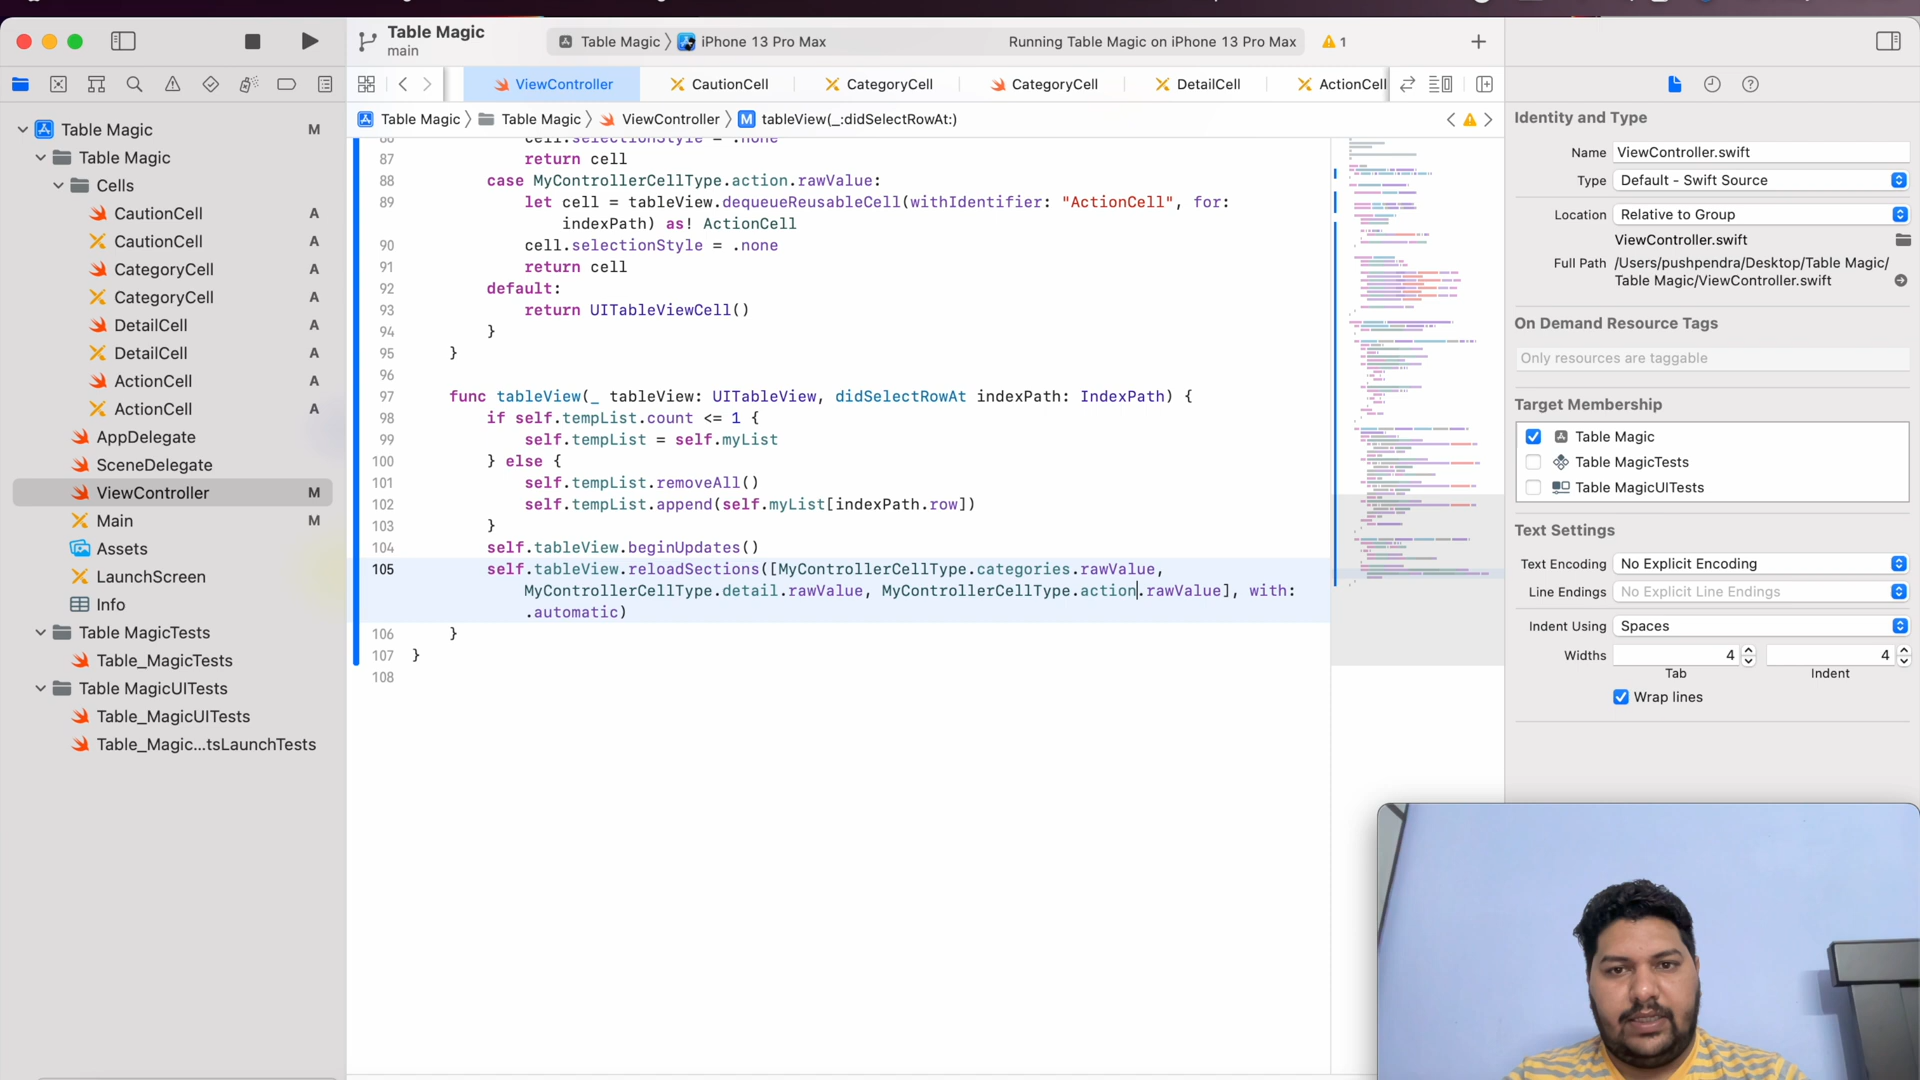 Table Magic
main
Table Magic
iPhone 13 Pro Max
Running Table Magic on iPhone 13 Pro Max
1
ViewController
CautionCell
CategoryCell
CategoryCell
DetailCell
ActionCell
Table Magic
Table Magic
ViewController
M
tableView(_:didSelectRowAt:)
Table Magic M
Table Magic
Cells
CautionCell A
CautionCell A
CategoryCell A
CategoryCell A
DetailCell A
DetailCell A
ActionCell A
ActionCell A
AppDelegate
SceneDelegate
ViewController M
Main M
Assets
LaunchScreen
Info
Table MagicTests
Table_MagicTests
Table MagicUITests
Table_MagicUITests
Table_Magic...tsLaunchTests
86 cell.selectionStyle = .none
87 return cell
88 case MyControllerCellType.action.rawValue:
89 let cell = tableView.dequeueReusableCell(withIdentifier: "ActionCell", for:
indexPath) as! ActionCell
90 cell.selectionStyle = .none
91 return cell
92 default:
93 return UITableViewCell()
94 }
95 }
96
97 func tableView(_ tableView: UITableView, didSelectRowAt indexPath: IndexPath) {
98 if self.tempList.count <= 1 {
99 self.tempList = self.myList
100 } else {
101 self.tempList.removeAll()
102 self.tempList.append(self.myList[indexPath.row])
103 }
104 self.tableView.beginUpdates()
105 self.tableView.reloadSections([MyControllerCellType.categories.rawValue,
MyControllerCellType.detail.rawValue, MyControllerCellType.action.rawValue], with:
.automatic)
106 }
107 }
108
Identity and Type
Name ViewController.swift
Type Default - Swift Source
Location Relative to Group
ViewController.swift
Full Path /Users/pushpendra/Desktop/Table Magic/
Table Magic/ViewController.swift
On Demand Resource Tags
Only resources are taggable
Target Membership
Table Magic
Table MagicTests
Table MagicUITests
Text Settings
Text Encoding No Explicit Encoding
Line Endings No Explicit Line Endings
Indent Using Spaces
Widths 4 4
Tab Indent
Wrap lines